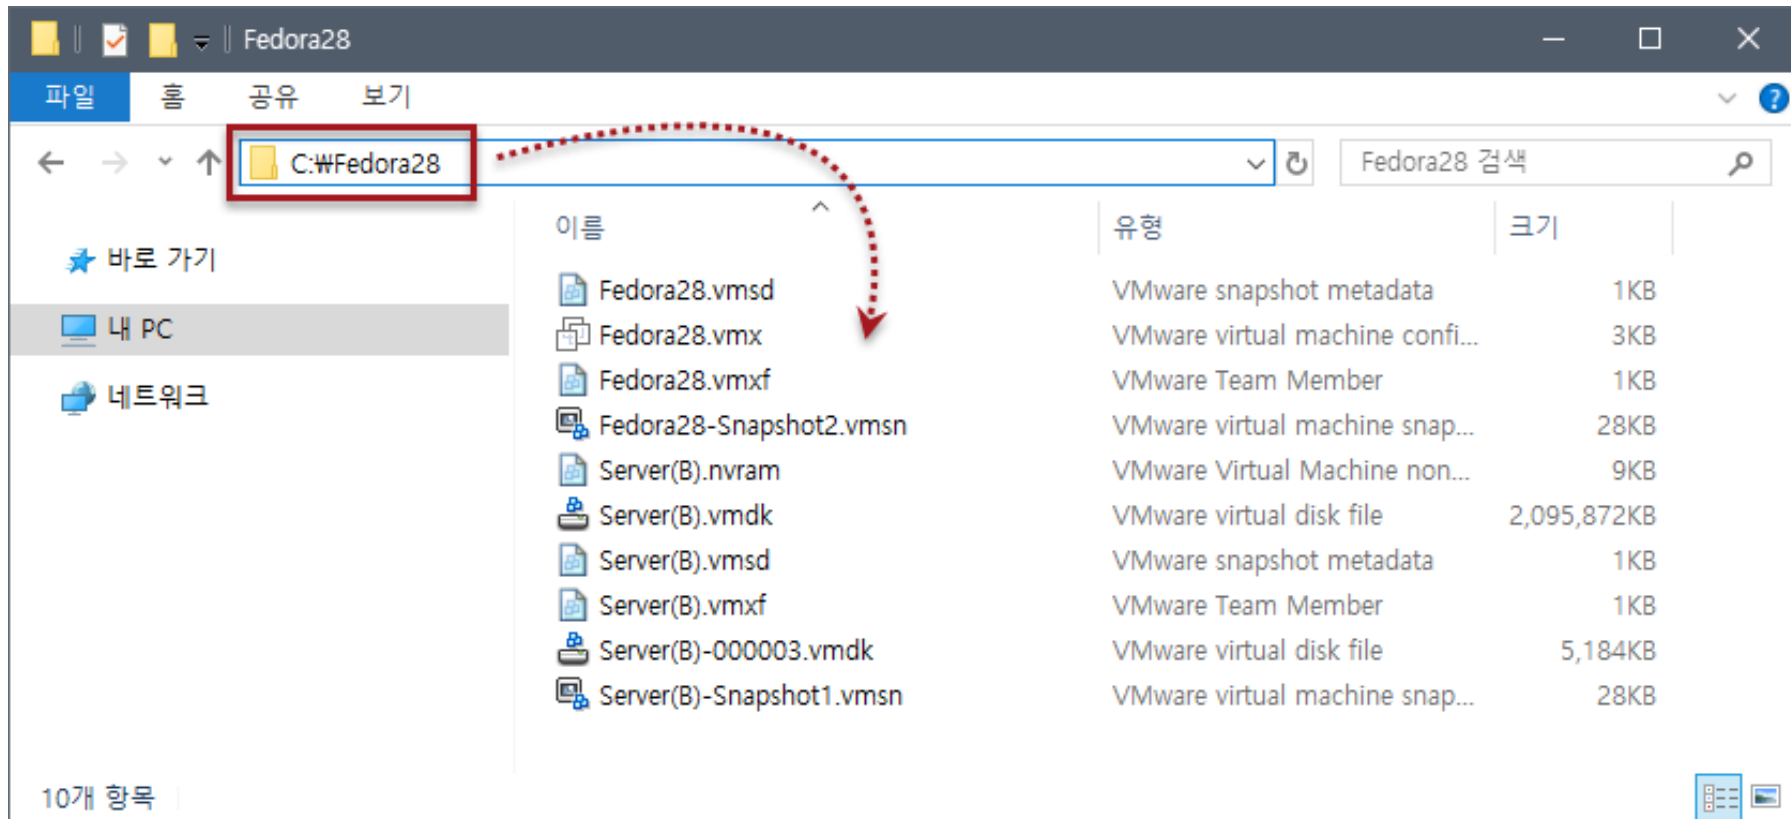 Fedora28
파일 홈 공유 보기
C:₩Fedora28 Fedora28 검색
이름 유형 크기
바로 가기
내 PC
네트워크
Fedora28.vmsd VMware snapshot metadata 1KB
Fedora28.vmx VMware virtual machine confi... 3KB
Fedora28.vmxf VMware Team Member 1KB
Fedora28-Snapshot2.vmsn VMware virtual machine snap... 28KB
Server(B).nvram VMware Virtual Machine non... 9KB
Server(B).vmdk VMware virtual disk file 2,095,872KB
Server(B).vmsd VMware snapshot metadata 1KB
Server(B).vmxf VMware Team Member 1KB
Server(B)-000003.vmdk VMware virtual disk file 5,184KB
Server(B)-Snapshot1.vmsn VMware virtual machine snap... 28KB
10개 항목